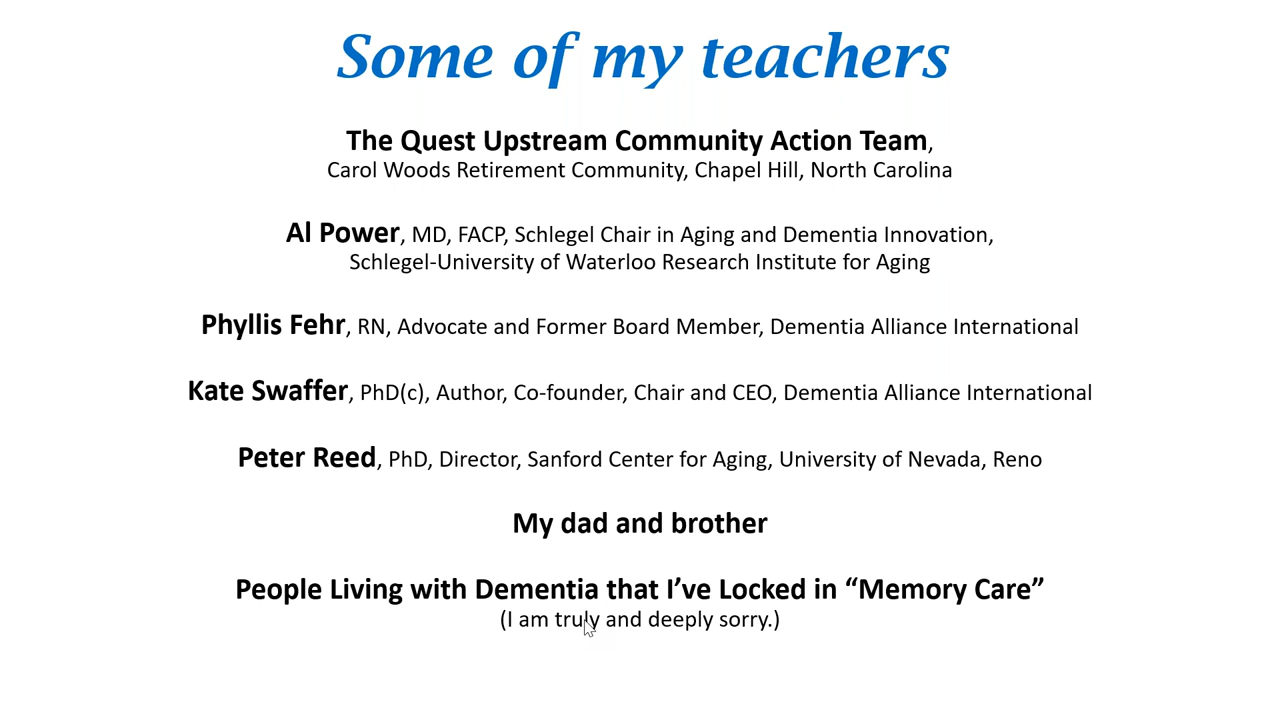 Some of my teachers
The Quest Upstream Community Action Team,
Carol Woods Retirement Community, Chapel Hill, North Carolina
Al Power, MD, FACP, Schlegel Chair in Aging and Dementia Innovation,
Schlegel-University of Waterloo Research Institute for Aging
Phyllis Fehr, RN, Advocate and Former Board Member, Dementia Alliance International
Kate Swaffer, PhD(c), Author, Co-founder, Chair and CEO, Dementia Alliance International
Peter Reed, PhD, Director, Sanford Center for Aging, University of Nevada, Reno
My dad and brother
People Living with Dementia that I’ve Locked in “Memory Care”
(I am truly and deeply sorry.)